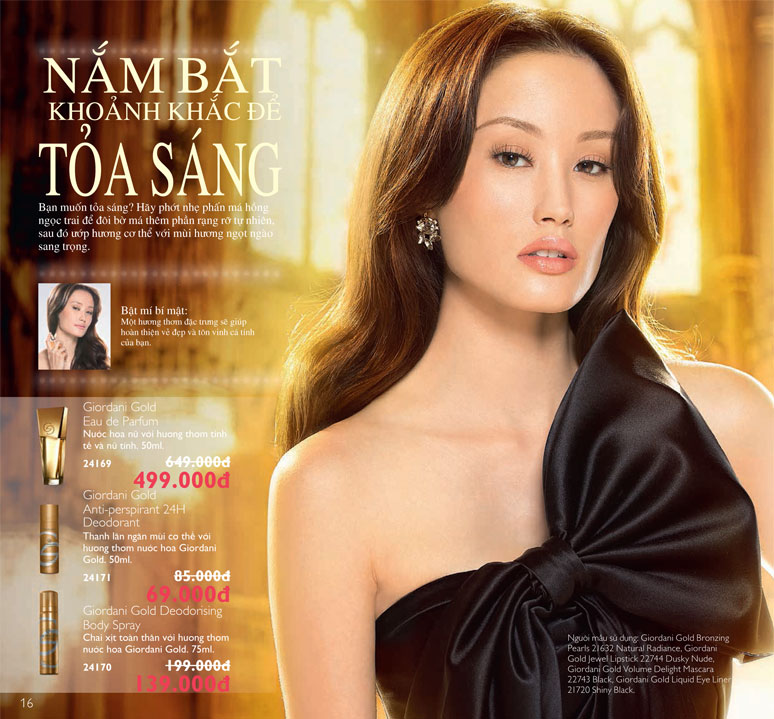 NẮM BẮT
KHOẢNH KHẮC ĐỂ
TỎA SÁNG
Bạn muốn tỏa sáng? Hãy phớt nhẹ phấn má hồng
ngọc trai để đôi bờ má thêm phần rạng rỡ tự nhiên,
sau đó ướp hương cơ thể với mùi hương ngọt ngào
sang trọng.
Bật mí bí mật:
Một hương thơm đặc trưng sẽ giúp
hoàn thiện vẻ đẹp và tôn vinh cá tính
của bạn.
Giordani Gold
Eau de Parfum
Nước hoa nữ với hương thơm tinh
tế và nữ tính. 50ml.
24169 649.000đ
499.000đ
Giordani Gold
Anti-perspirant 24H
Deodorant
Thanh lăn ngăn mùi cơ thể với
hương thơm nước hoa Giordani
Gold. 50ml.
24171 85.000đ
69.000đ
Giordani Gold Deodorising
Body Spray
Chai xịt toàn thân với hương thơm
nước hoa Giordani Gold. 75ml.
24170 199.000đ
139.000đ
Người mẫu sử dụng: Giordani Gold Bronzing
Pearls 21632 Natural Radiance, Giordani
Gold Jewel Lipstick 22744 Dusky Nude,
Giordani Gold Volume Delight Mascara
22743 Black, Giordani Gold Liquid Eye Liner
21720 Shiny Black.
16